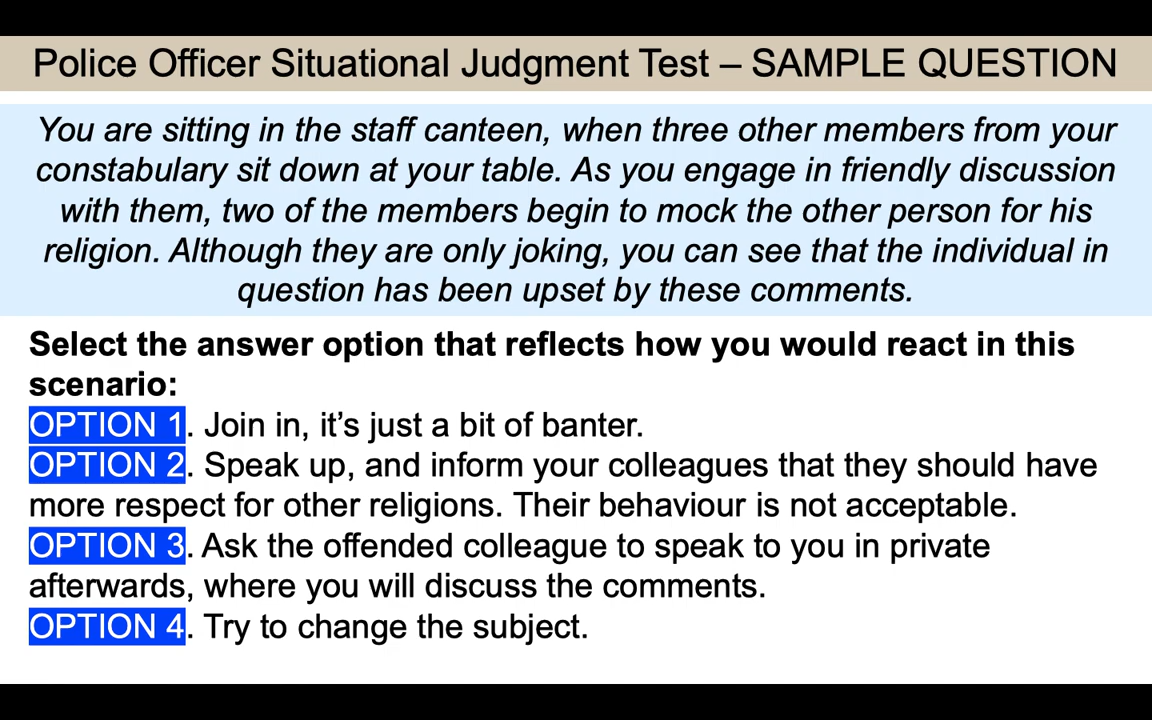 Police Officer Situational Judgment Test – SAMPLE QUESTION
You are sitting in the staff canteen, when three other members from your
constabulary sit down at your table. As you engage in friendly discussion
with them, two of the members begin to mock the other person for his
religion. Although they are only joking, you can see that the individual in
question has been upset by these comments.
Select the answer option that reflects how you would react in this
scenario:
OPTION 1. Join in, it’s just a bit of banter.
OPTION 2. Speak up, and inform your colleagues that they should have
more respect for other religions. Their behaviour is not acceptable.
OPTION 3. Ask the offended colleague to speak to you in private
afterwards, where you will discuss the comments.
OPTION 4. Try to change the subject.